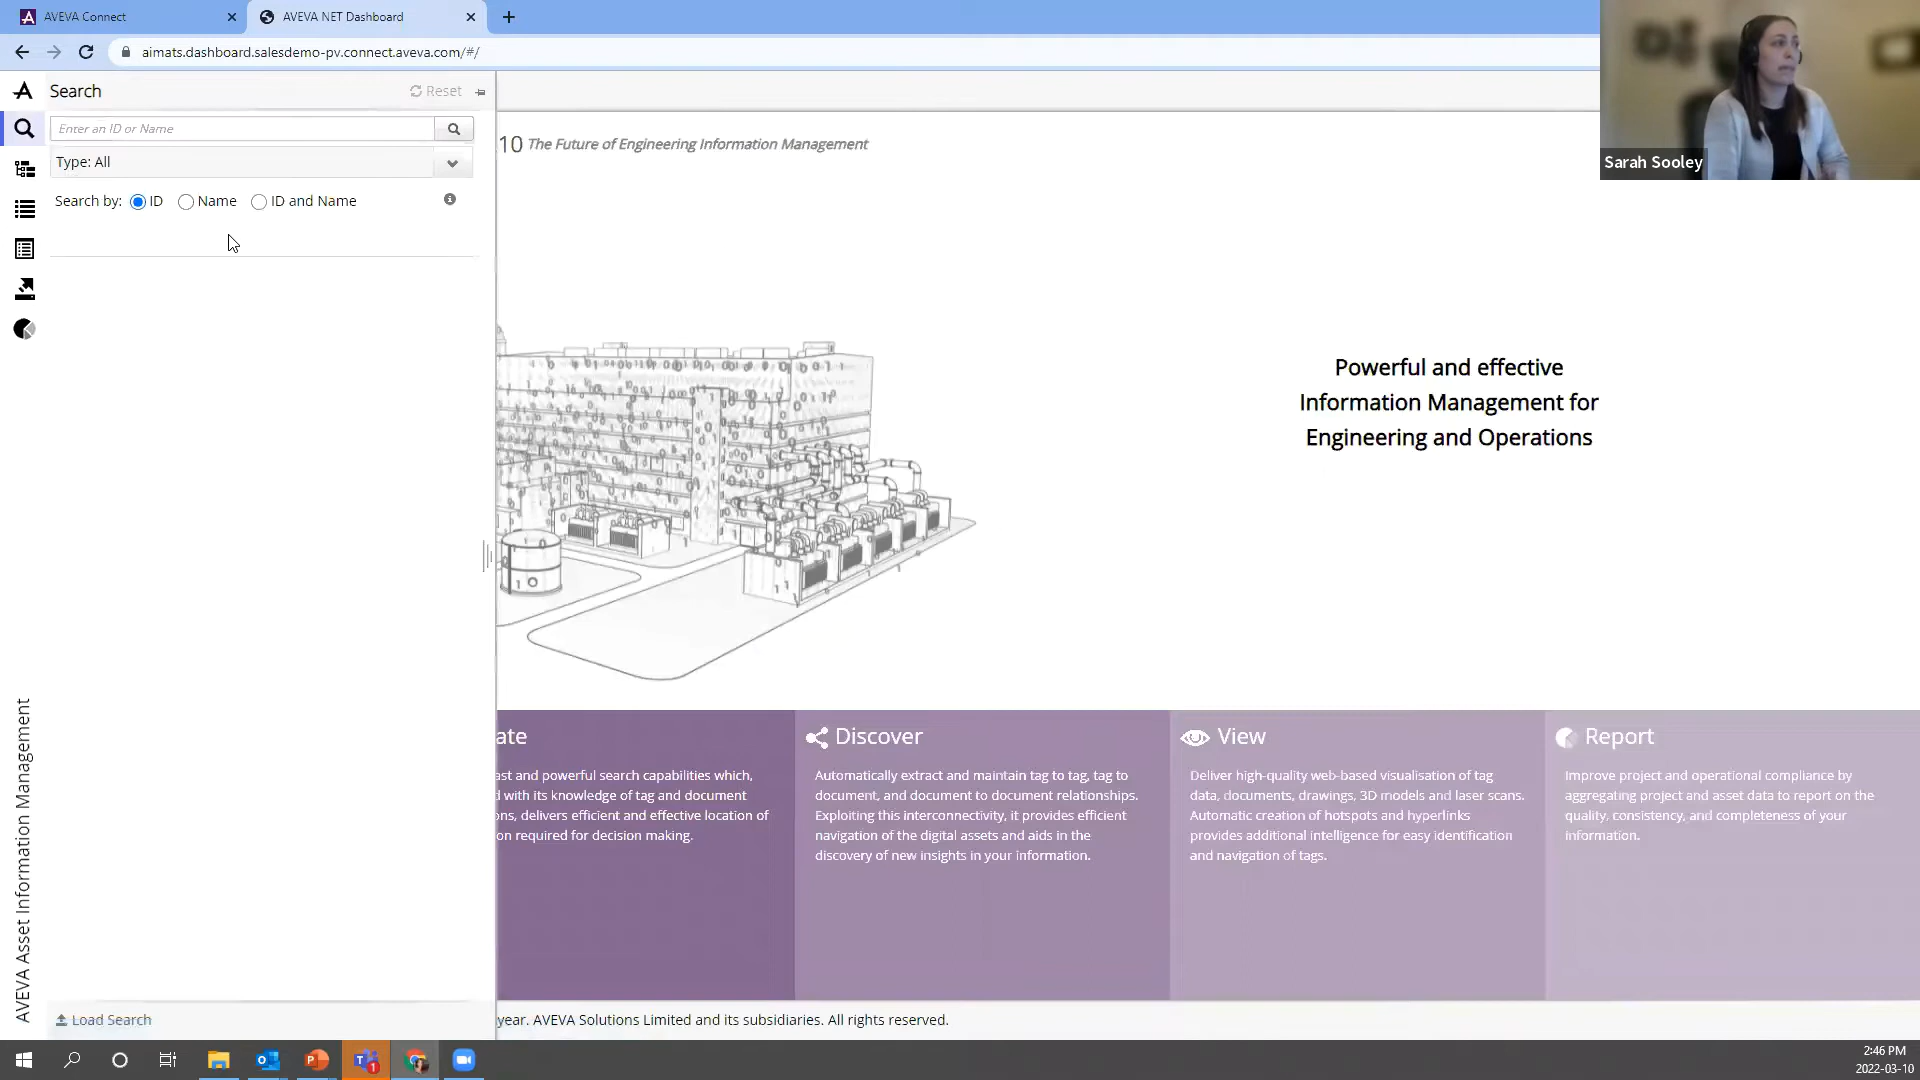 AVEVA Connect
AVEVA NET Dashboard
aimats.dashboard.salesdemo-pv.connect.aveva.com/#/
Search
Reset
Enter an ID or Name
Type: All
Search by: ID Name ID and Name
AVEVA Asset Information Management
Load Search
10 The Future of Engineering Information Management
Powerful and effective
Information Management for
Engineering and Operations
ate
ast and powerful search capabilities which,
d with its knowledge of tag and document
ons, delivers efficient and effective location of
on required for decision making.
Discover
Automatically extract and maintain tag to tag, tag to
document, and document to document relationships.
Exploiting this interconnectivity, it provides efficient
navigation of the digital assets and aids in the
discovery of new insights in your information.
View
Deliver high-quality web-based visualisation of tag
data, documents, drawings, 3D models and laser scans.
Automatic creation of hotspots and hyperlinks
provides additional intelligence for easy identification
and navigation of tags.
Report
Improve project and operational compliance by
aggregating project and asset data to report on the
quality, consistency, and completeness of your
information.
year. AVEVA Solutions Limited and its subsidiaries. All rights reserved.
Sarah Sooley
2:46 PM
2022-03-10